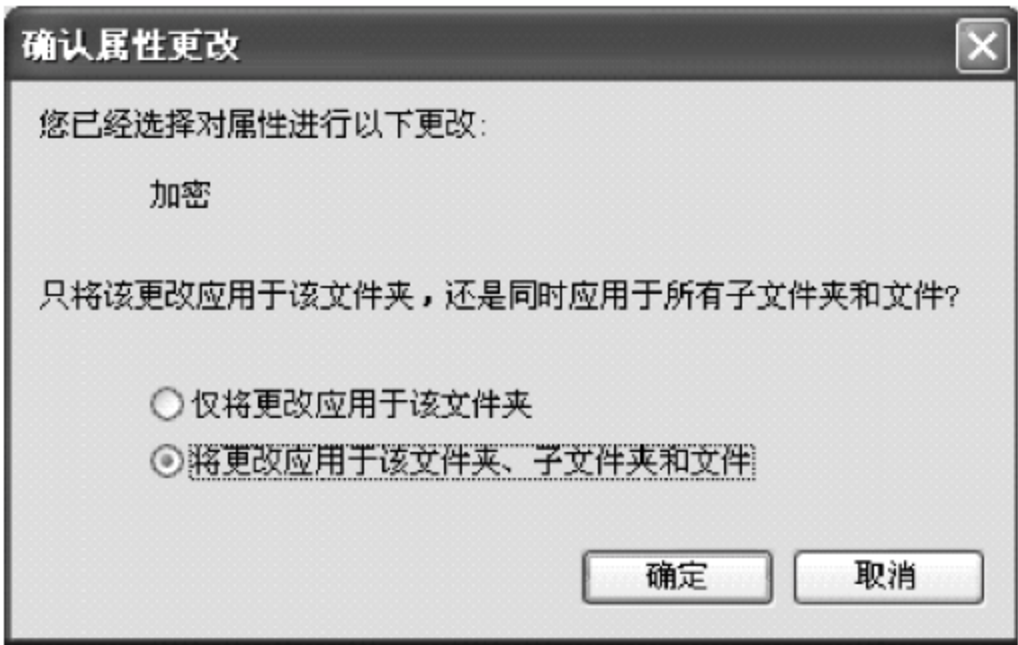 确认属性更改
您已经选择对属性进行以下更改:
加密
只将该更改应用于该文件夹，还是同时应用于所有子文件夹和文件?
仅将更改应用于该文件夹
将更改应用于该文件夹、子文件夹和文件
确定
取消